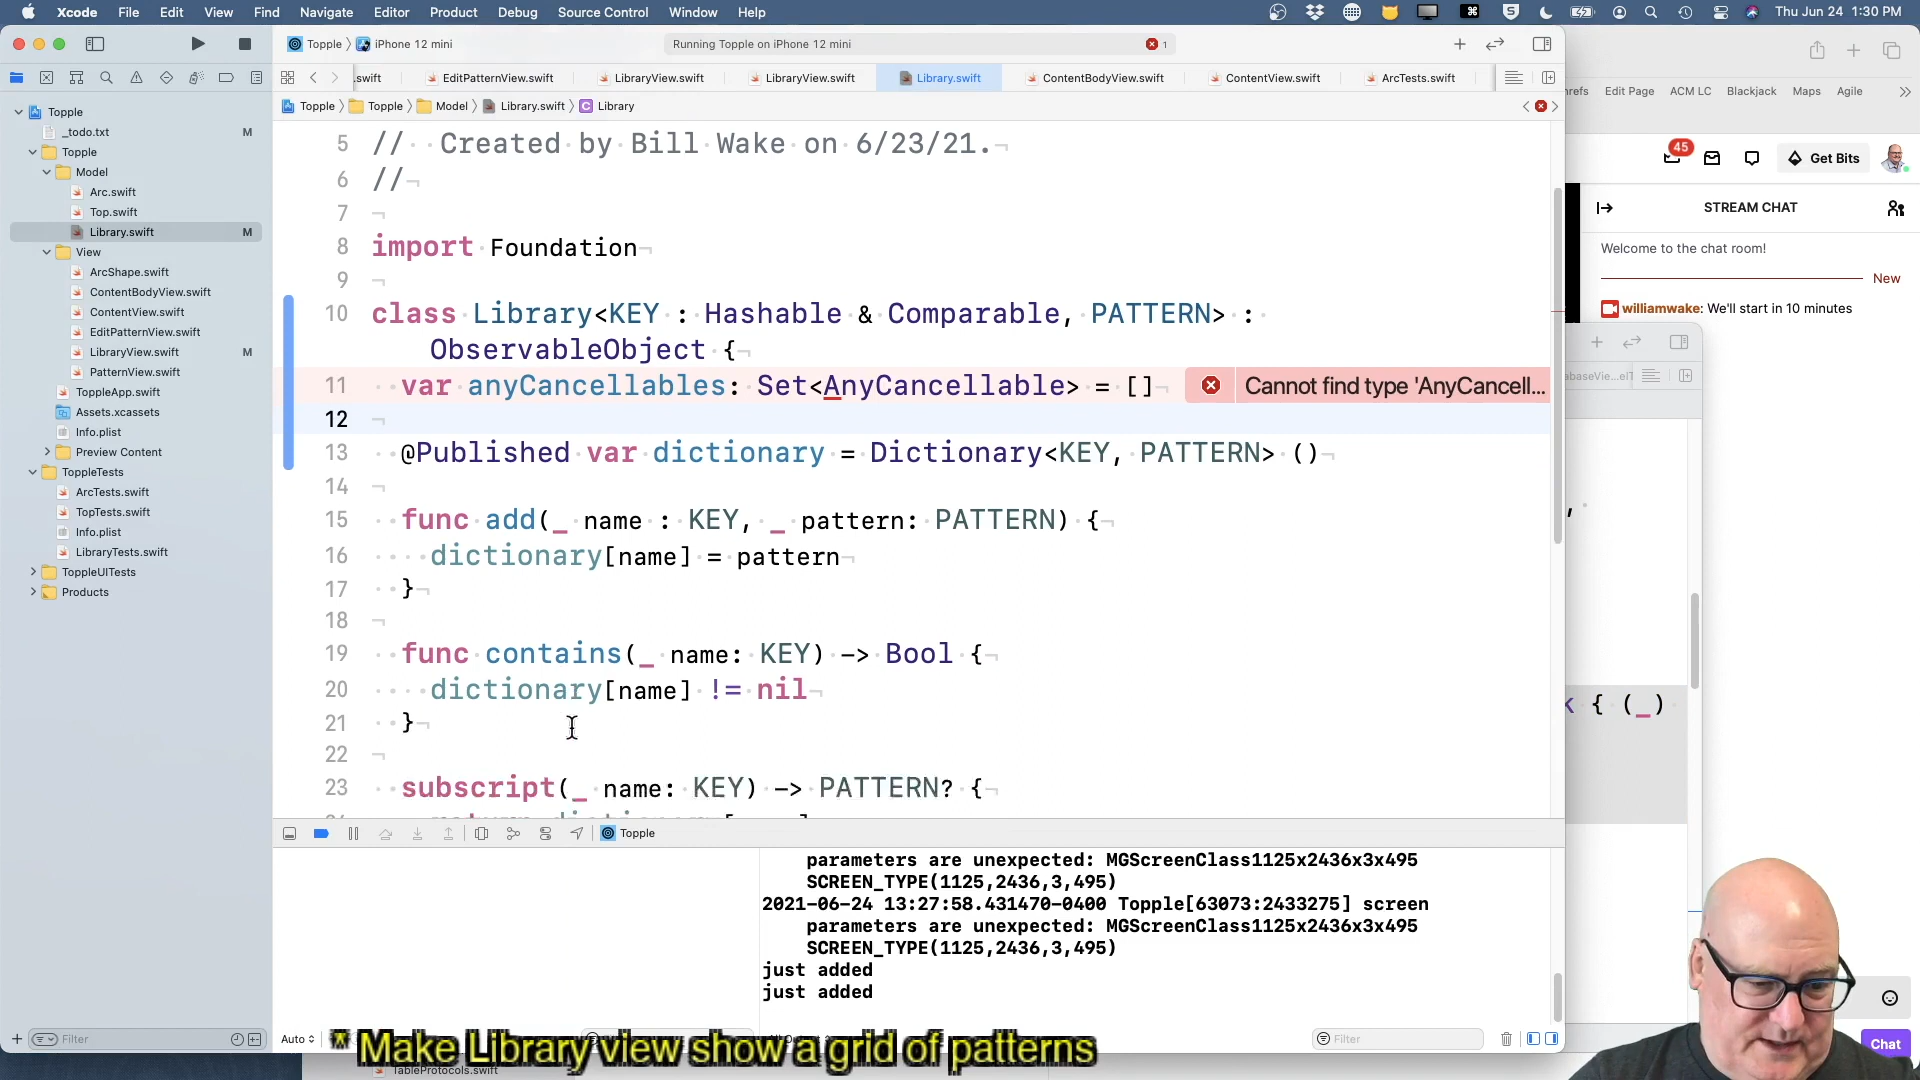 Xcode File Edit View Find Navigate Editor Product Debug Source Control Window Help
Thu Jun 24 1:30 PM
Topple iPhone 12 mini
Running Topple on iPhone 12 mini
1
.swift EditPatternView.swift LibraryView.swift LibraryView.swift Library.swift ContentBodyView.swift ContentView.swift ArcTests.swift
Topple Topple Model Library.swift Library
Topple
_todo.txt M
Topple
Model
Arc.swift
Top.swift
Library.swift M
View
ArcShape.swift
ContentBodyView.swift
ContentView.swift
EditPatternView.swift
LibraryView.swift M
PatternView.swift
ToppleApp.swift
Assets.xcassets
Info.plist
Preview Content
ToppleTests
ArcTests.swift
TopTests.swift
Info.plist
LibraryTests.swift
ToppleUITests
Products
Filter
5 // Created by Bill Wake on 6/23/21.
6 //
7
8 import Foundation
9
10 class Library<KEY : Hashable & Comparable, PATTERN> :
ObservableObject {
11 var anyCancellables: Set<AnyCancellable> = []
Cannot find type 'AnyCancell...
12
13 @Published var dictionary = Dictionary<KEY, PATTERN> ()
14
15 func add(_ name : KEY, _ pattern: PATTERN) {
16 dictionary[name] = pattern
17 }
18
19 func contains(_ name: KEY) -> Bool {
20 dictionary[name] != nil
21 }
22
23 subscript(_ name: KEY) -> PATTERN? {
Topple
parameters are unexpected: MGScreenClass1125x2436x3x495
SCREEN_TYPE(1125,2436,3,495)
2021-06-24 13:27:58.431470-0400 Topple[63073:2433275] screen
parameters are unexpected: MGScreenClass1125x2436x3x495
SCREEN_TYPE(1125,2436,3,495)
just added
just added
Auto
Filter
* Make Library view show a grid of patterns
TableProtocols.swift
hrefs Edit Page ACM LC Blackjack Maps Agile
45
Get Bits
STREAM CHAT
Welcome to the chat room!
New
williamwake: We'll start in 10 minutes
,
{ (_)
Chat